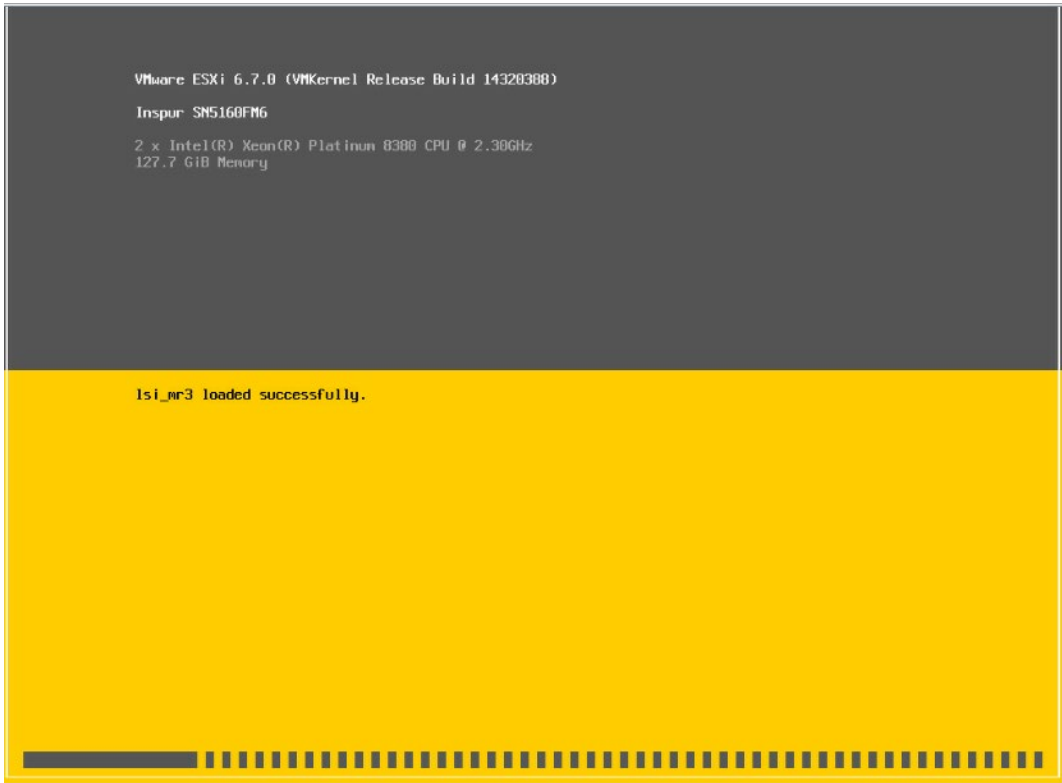 VMware ESXi 6.7.0 (VMKernel Release Build 14320388)
Inspur SN5160FM6
2 x Intel(R) Xeon(R) Platinum 8380 CPU @ 2.30GHz
127.7 GiB Memory
lsi_mr3 loaded successfully.